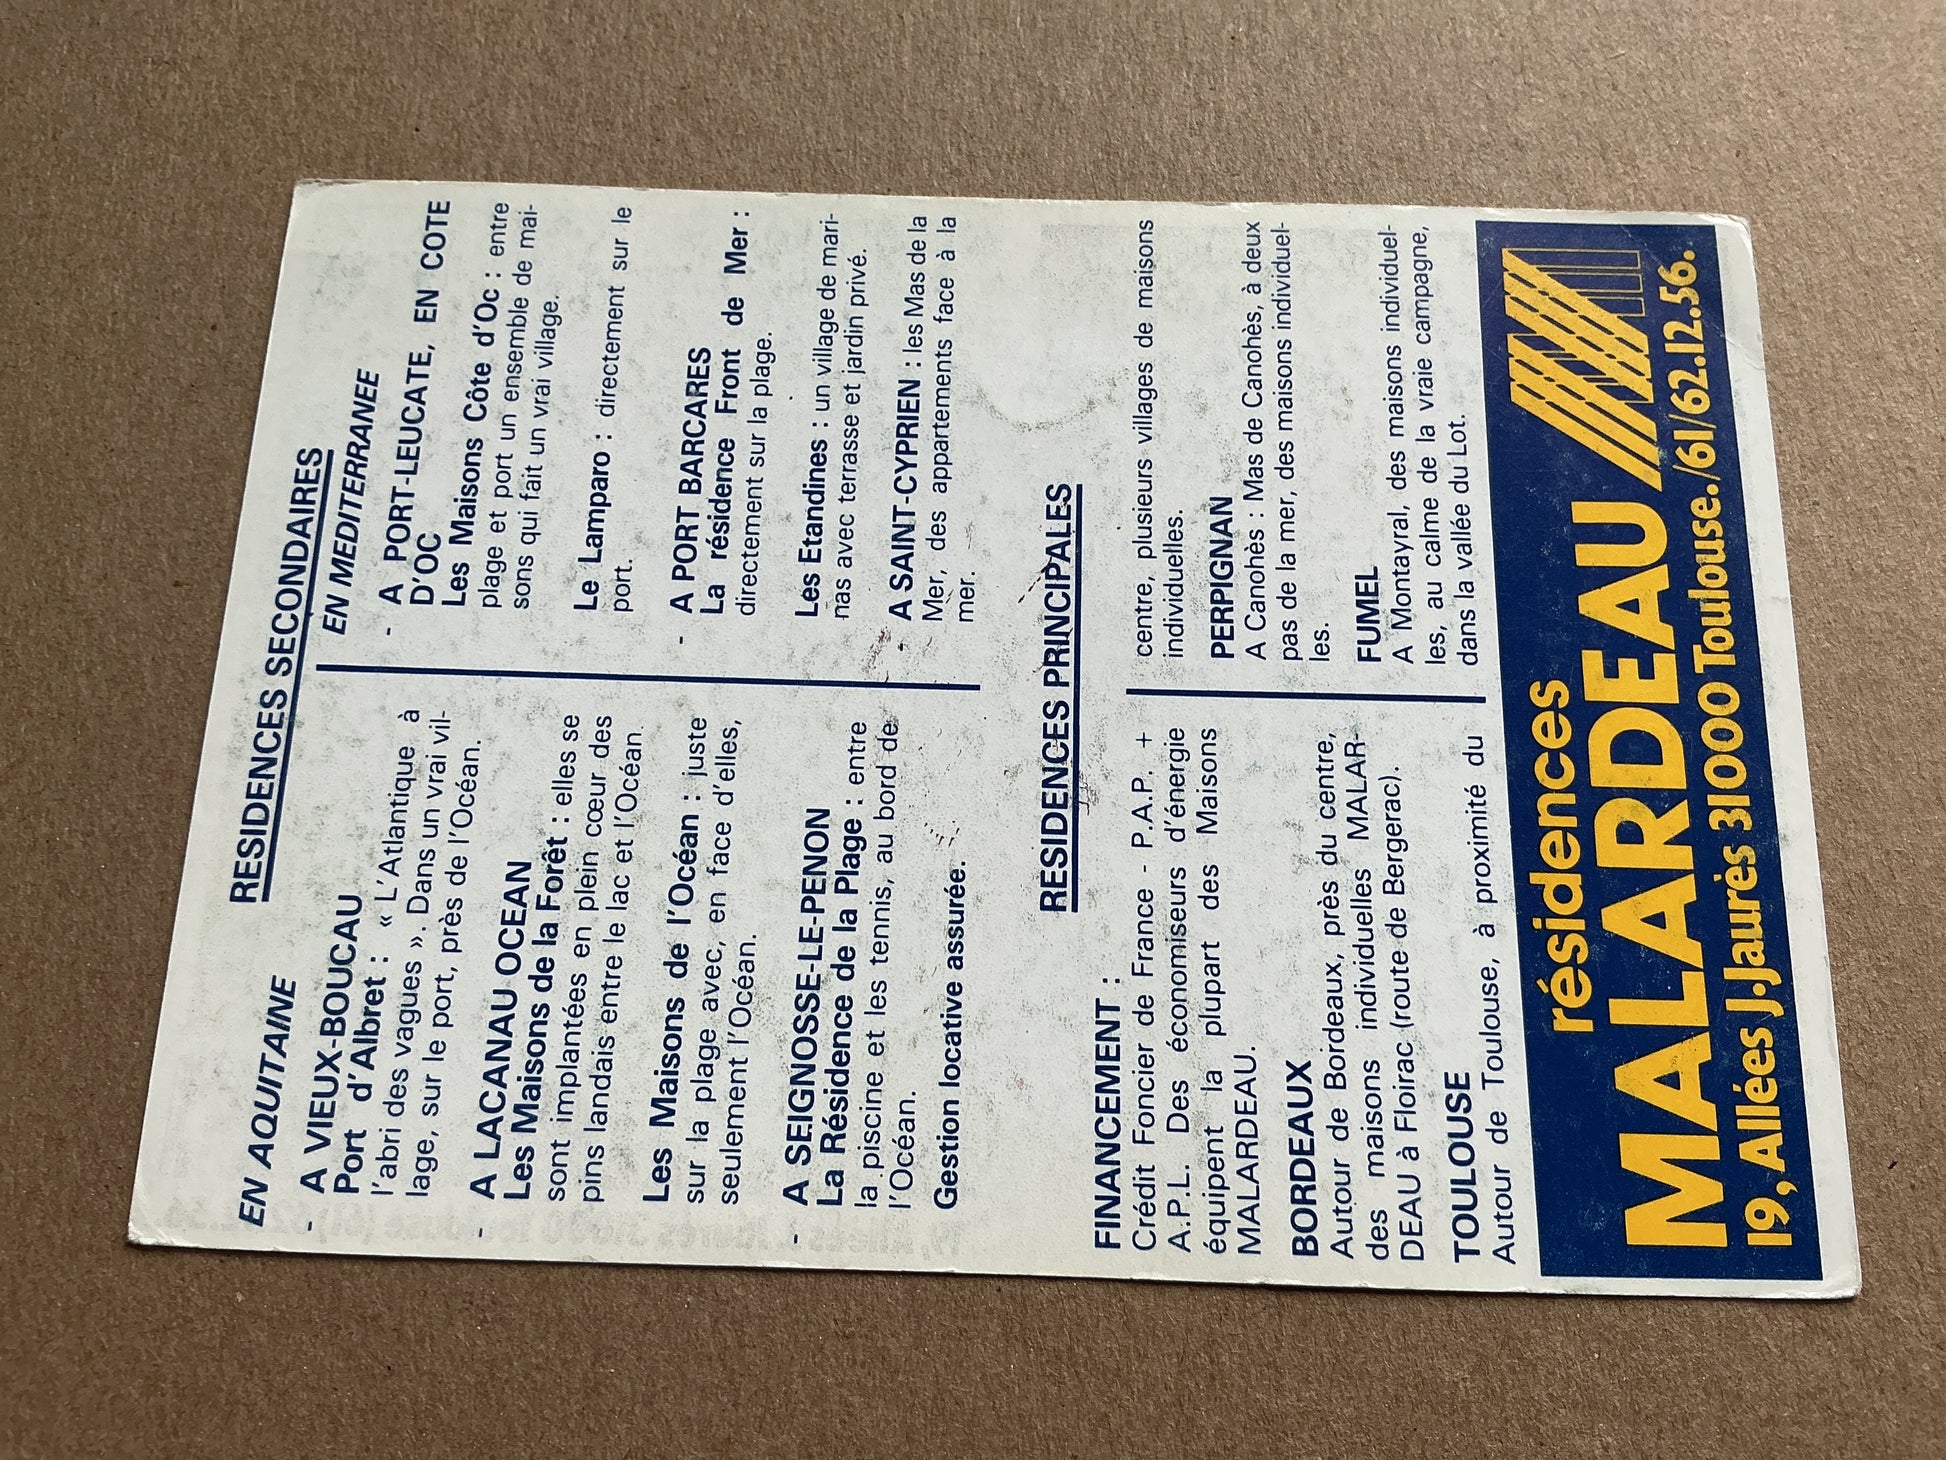 RESIDENCES SECONDAIRES
EN AQUITAINE
- A VIEUX-BOUCAU
Port d'Albret : « L'Atlantique à
l'abri des vagues ». Dans un vrai vil-
lage, sur le port, près de l'Océan.
- A LACANAU OCEAN
Les Maisons de la Forêt : elles se
sont implantées en plein cœur des
pins landais entre le lac et l'Océan.
Les Maisons de l'Océan : juste
sur la plage avec, en face d'elles,
seulement l'Océan.
- A SEIGNOSSE-LE-PENON
La Résidence de la Plage : entre
la piscine et les tennis, au bord de
l'Océan.
Gestion locative assurée.
EN MEDITERRANEE
- A PORT-LEUCATE, EN COTE
D'OC
Les Maisons Côte d'Oc : entre
plage et port un ensemble de mai-
sons qui fait un vrai village.
Le Lamparo : directement sur le
port.
- A PORT BARCARES
La résidence Front de Mer :
directement sur la plage.
Les Etandines : un village de mari-
nas avec terrasse et jardin privé.
- A SAINT-CYPRIEN : les Mas de la
Mer, des appartements face à la
mer.
RESIDENCES PRINCIPALES
FINANCEMENT :
Crédit Foncier de France - P.A.P. +
A.P.L. Des économiseurs d'énergie
équipent la plupart des Maisons
MALARDEAU.
BORDEAUX
Autour de Bordeaux, près du centre,
des maisons individuelles MALAR-
DEAU à Floirac (route de Bergerac).
TOULOUSE
Autour de Toulouse, à proximité du
centre, plusieurs villages de maisons
individuelles.
PERPIGNAN
A Canohès : Mas de Canohès, à deux
pas de la mer, des maisons individuel-
les.
FUMEL
A Montayral, des maisons individuel-
les, au calme de la vraie campagne,
dans la vallée du Lot.
résidences
MALARDEAU
19, Allées J.Jaurès 31000 Toulouse./61/62.12.56.